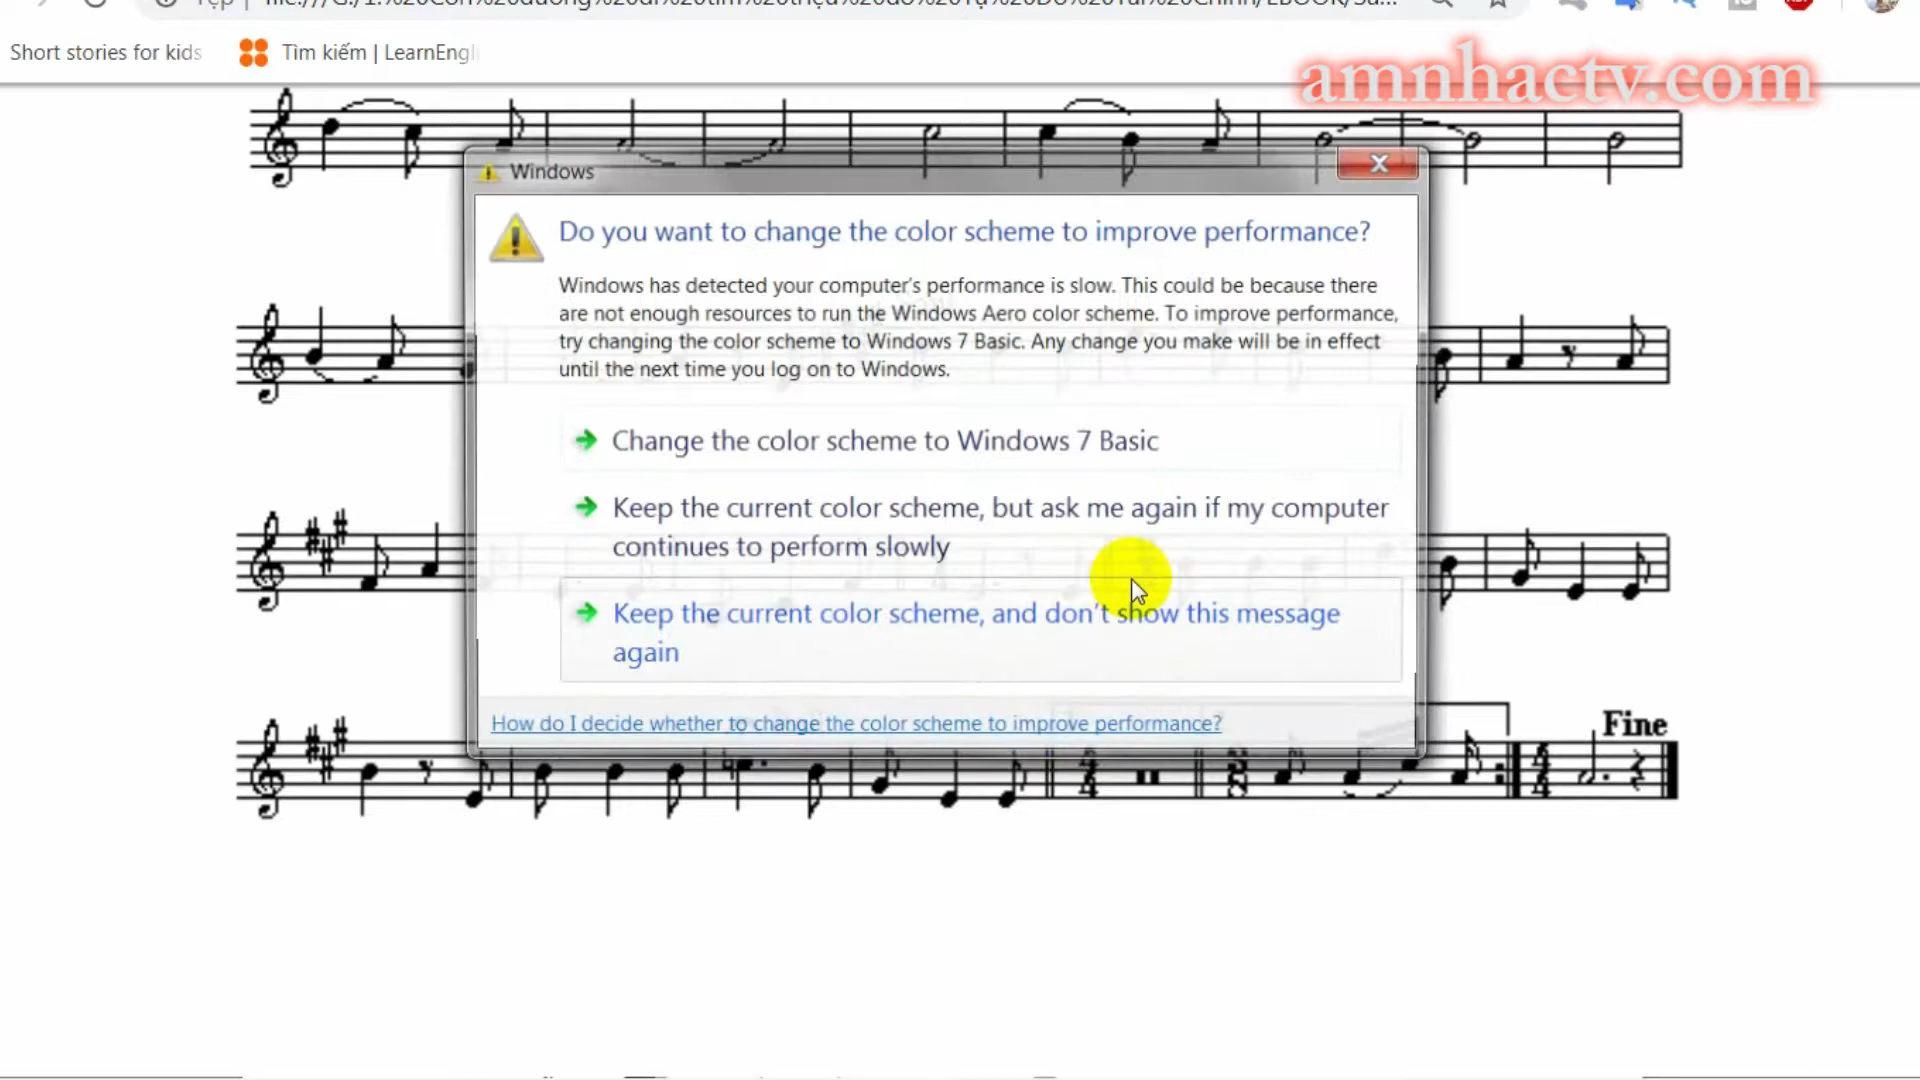 Short stories for kids
Tìm kiếm | LearnEngli
amnhactv.com
Windows
Do you want to change the color scheme to improve performance?
Windows has detected your computer's performance is slow. This could be because there
are not enough resources to run the Windows Aero color scheme. To improve performance,
try changing the color scheme to Windows 7 Basic. Any change you make will be in effect
until the next time you log on to Windows.
Change the color scheme to Windows 7 Basic
Keep the current color scheme, but ask me again if my computer
continues to perform slowly
Keep the current color scheme, and don't show this message
again
How do I decide whether to change the color scheme to improve performance?
Fine